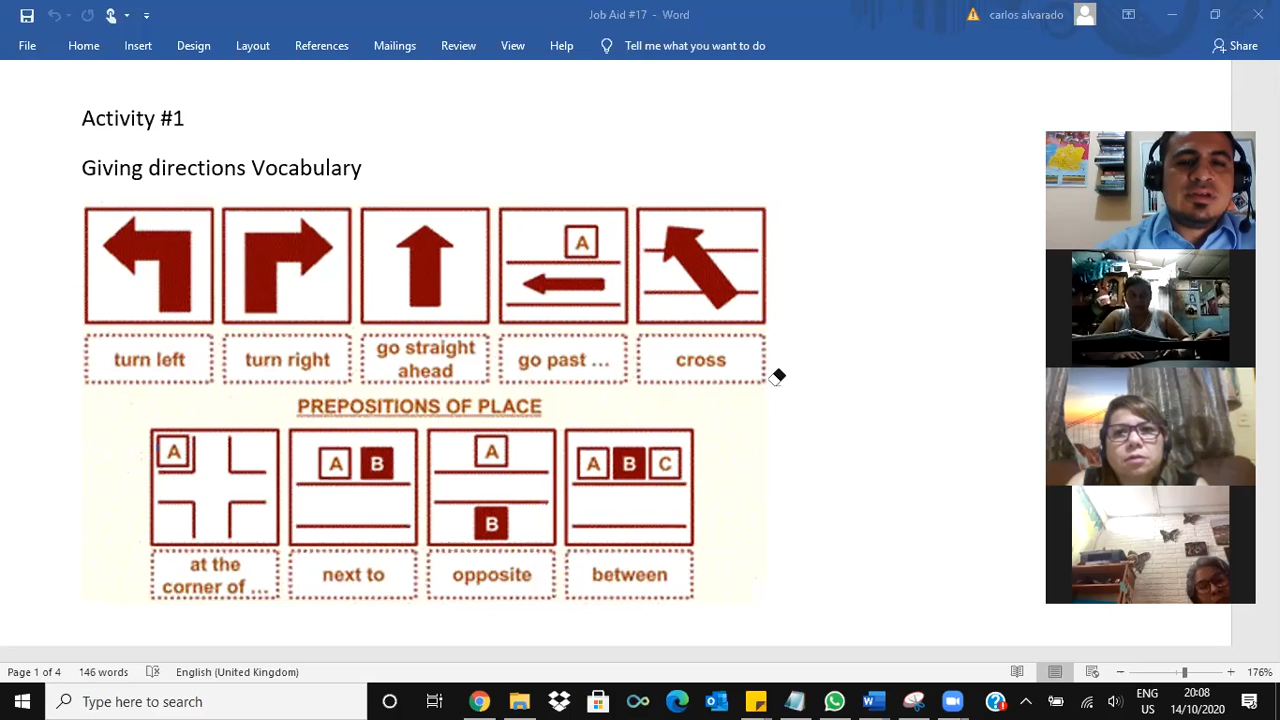 Job Aid #17 - Word
carlos alvarado
File Home Insert Design Layout References Mailings Review View Help Tell me what you want to do Share
Activity #1
Giving directions Vocabulary
A
turn left
turn right
go straight
ahead
go past ...
cross
PREPOSITIONS OF PLACE
A
A B
A
B
A B C
at the
corner of ...
next to
opposite
between
Page 1 of 4 146 words English (United Kingdom) 176%
Type here to search
ENG
US
20:08
14/10/2020